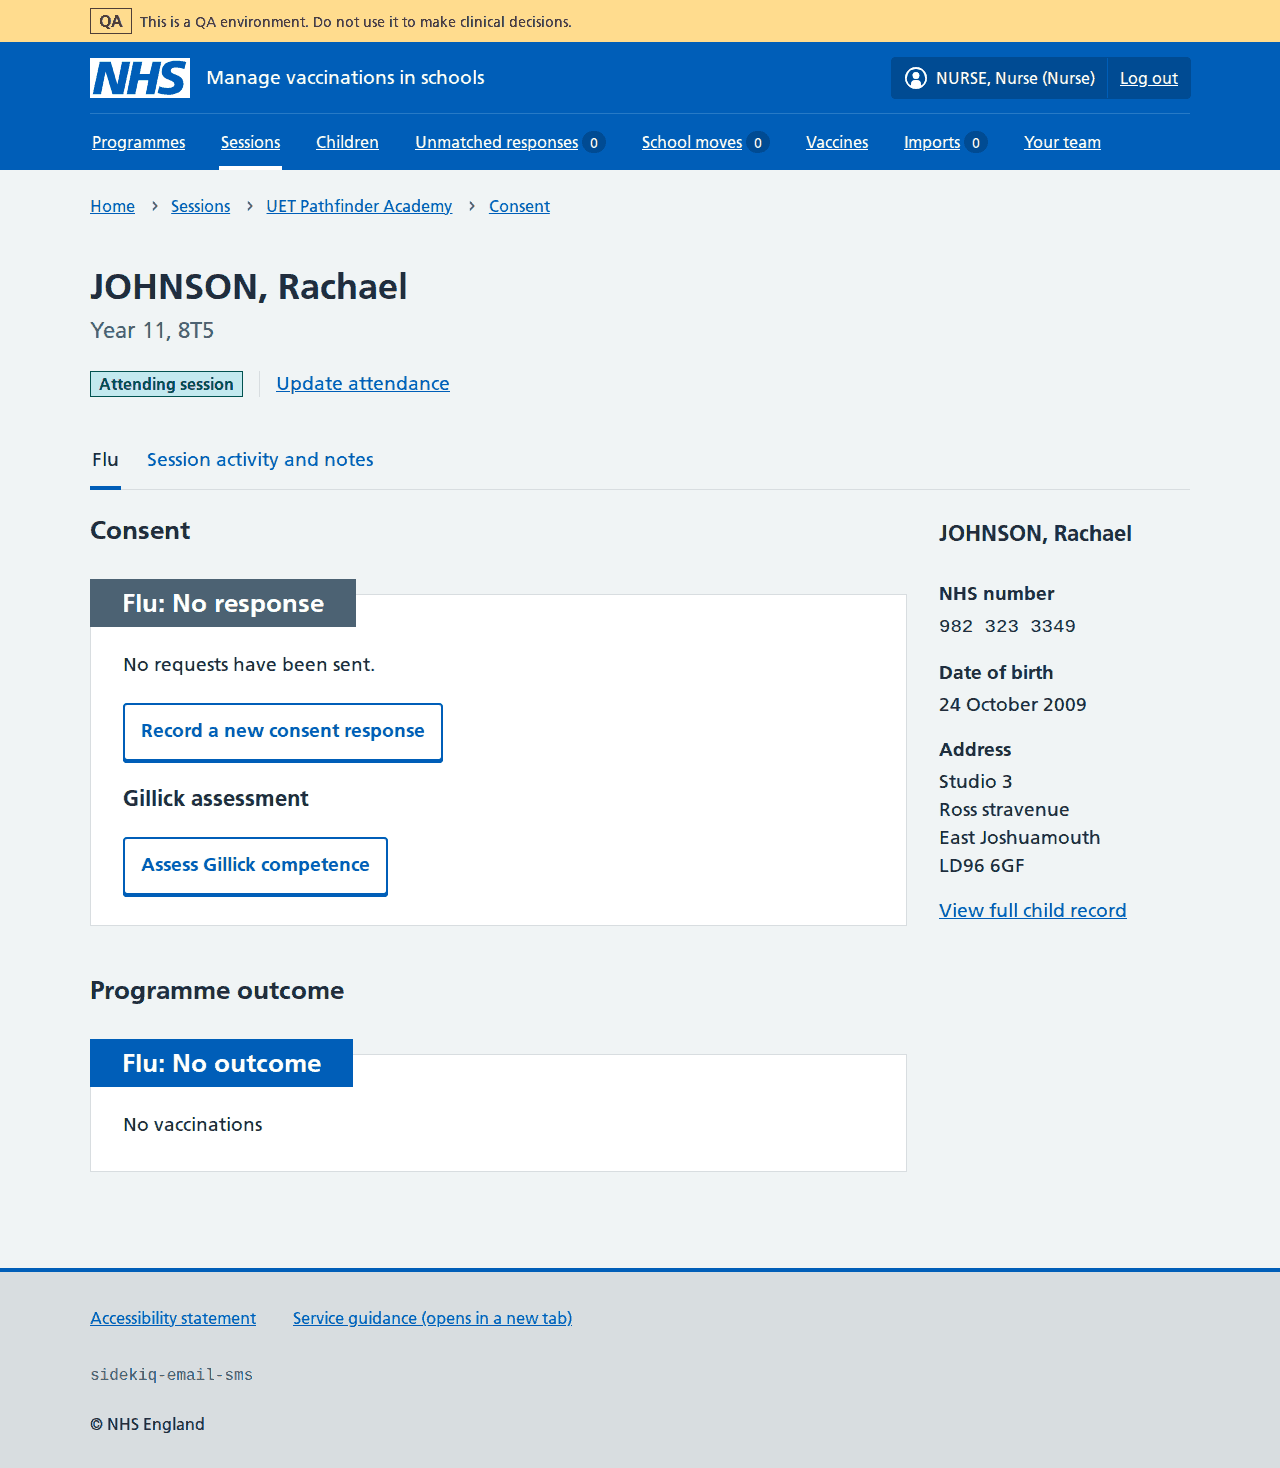 QA This is a QA environment. Do not use it to make clinical decisions.
NHS Manage vaccinations in schools NURSE, Nurse (Nurse) Log out
Programmes Sessions Children Unmatched responses 0 School moves 0 Vaccines Imports 0 Your team
Home › Sessions › UET Pathfinder Academy › Consent
JOHNSON, Rachael
Year 11, 8T5
Attending session Update attendance
Flu Session activity and notes
Consent
Flu: No response
No requests have been sent.
Record a new consent response
Gillick assessment
Assess Gillick competence
Programme outcome
Flu: No outcome
No vaccinations
JOHNSON, Rachael
NHS number
982 323 3349
Date of birth
24 October 2009
Address
Studio 3
Ross stravenue
East Joshuamouth
LD96 6GF
View full child record
Accessibility statement Service guidance (opens in a new tab)
sidekiq-email-sms
© NHS England